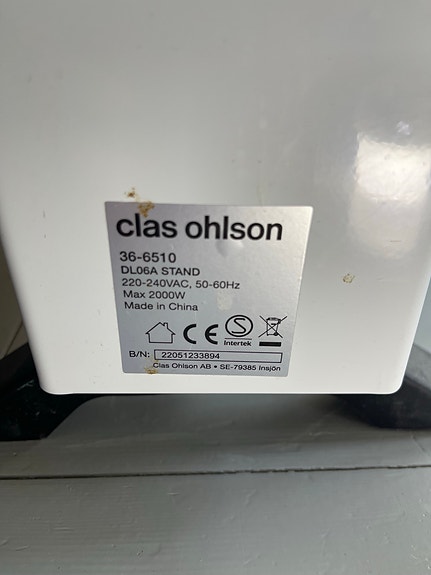 clas ohlson
36-6510
DL06A STAND
220-240VAC, 50-60Hz
Max 2000W
Made in China
CE
S
Intertek
B/N: 22051233894
Clas Ohlson AB • SE-79385 Insjön